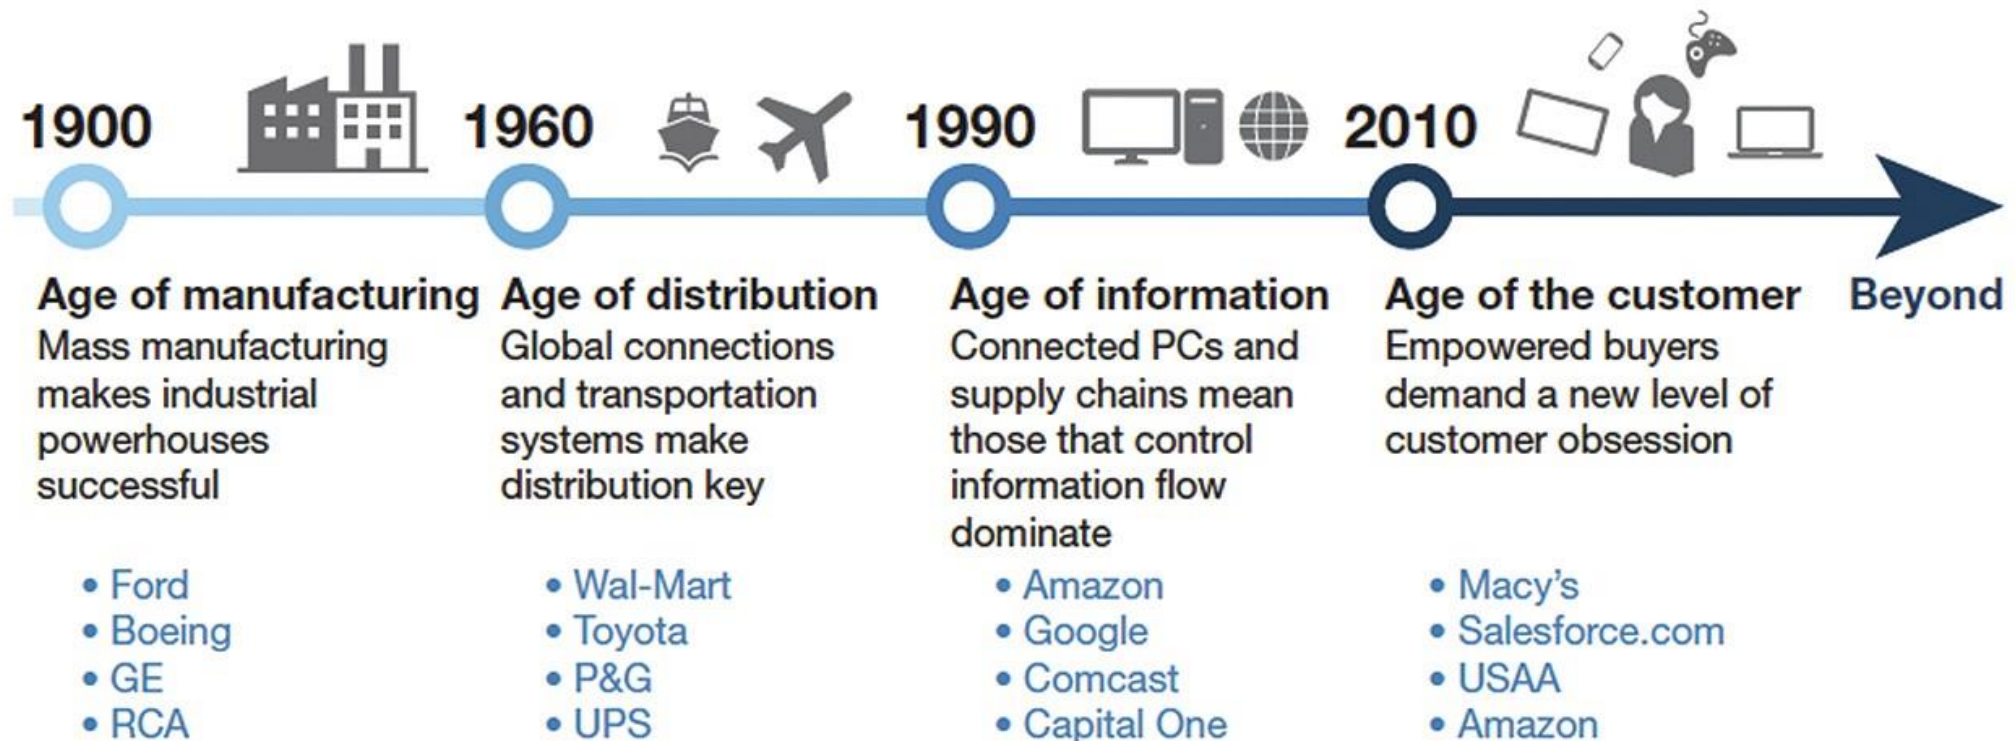 1900
1960
1990
2010
Age of manufacturing
Mass manufacturing
makes industrial
powerhouses
successful
• Ford
• Boeing
• GE
• RCA
Age of distribution
Global connections
and transportation
systems make
distribution key
• Wal-Mart
• Toyota
• P&G
• UPS
Age of information
Connected PCs and
supply chains mean
those that control
information flow
dominate
• Amazon
• Google
• Comcast
• Capital One
Age of the customer
Empowered buyers
demand a new level of
customer obsession
• Macy's
• Salesforce.com
• USAA
• Amazon
Beyond